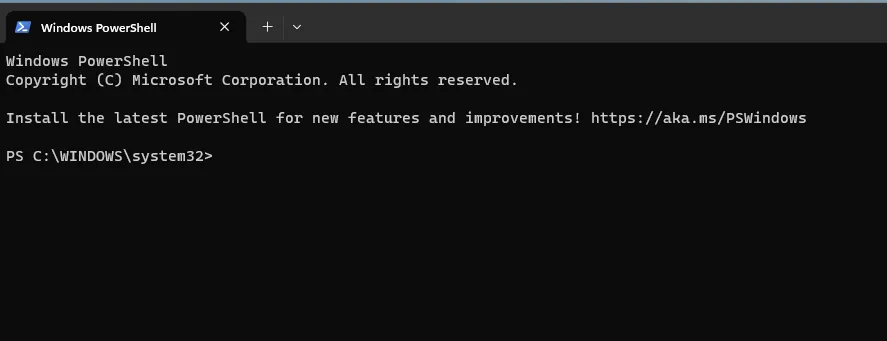 Windows PowerShell
Windows PowerShell
Copyright (C) Microsoft Corporation. All rights reserved.
Install the latest PowerShell for new features and improvements! https://aka.ms/PSWindows
PS C:\WINDOWS\system32>